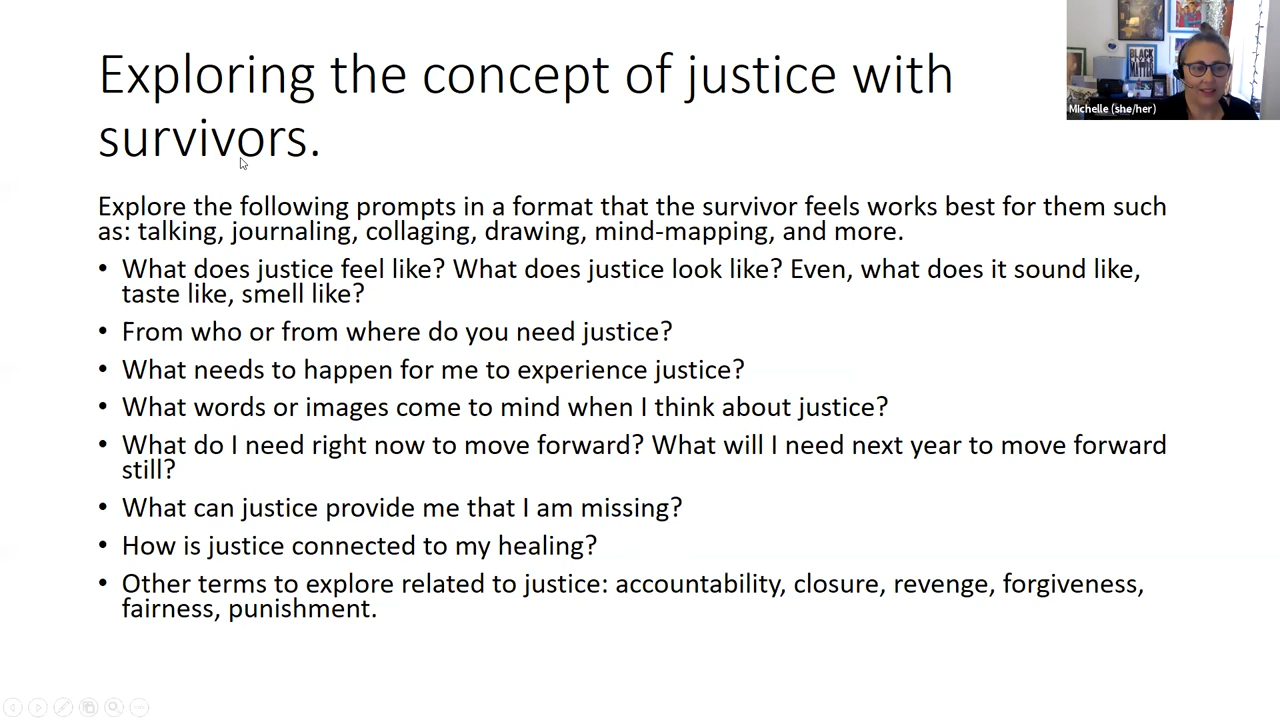 Exploring the concept of justice with
survivors.
Explore the following prompts in a format that the survivor feels works best for them such
as: talking, journaling, collaging, drawing, mind-mapping, and more.
• What does justice feel like? What does justice look like? Even, what does it sound like,
taste like, smell like?
• From who or from where do you need justice?
• What needs to happen for me to experience justice?
• What words or images come to mind when I think about justice?
• What do I need right now to move forward? What will I need next year to move forward
still?
• What can justice provide me that I am missing?
• How is justice connected to my healing?
• Other terms to explore related to justice: accountability, closure, revenge, forgiveness,
fairness, punishment.
BLACK
Michelle (she/her)